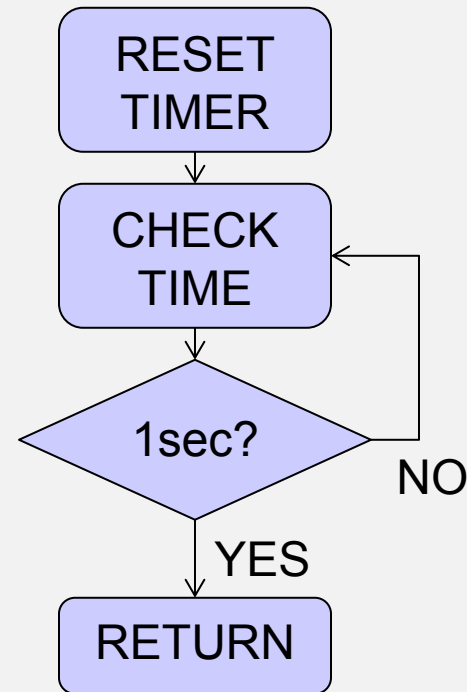 RESET
TIMER
CHECK
TIME
1sec?
NO
YES
RETURN